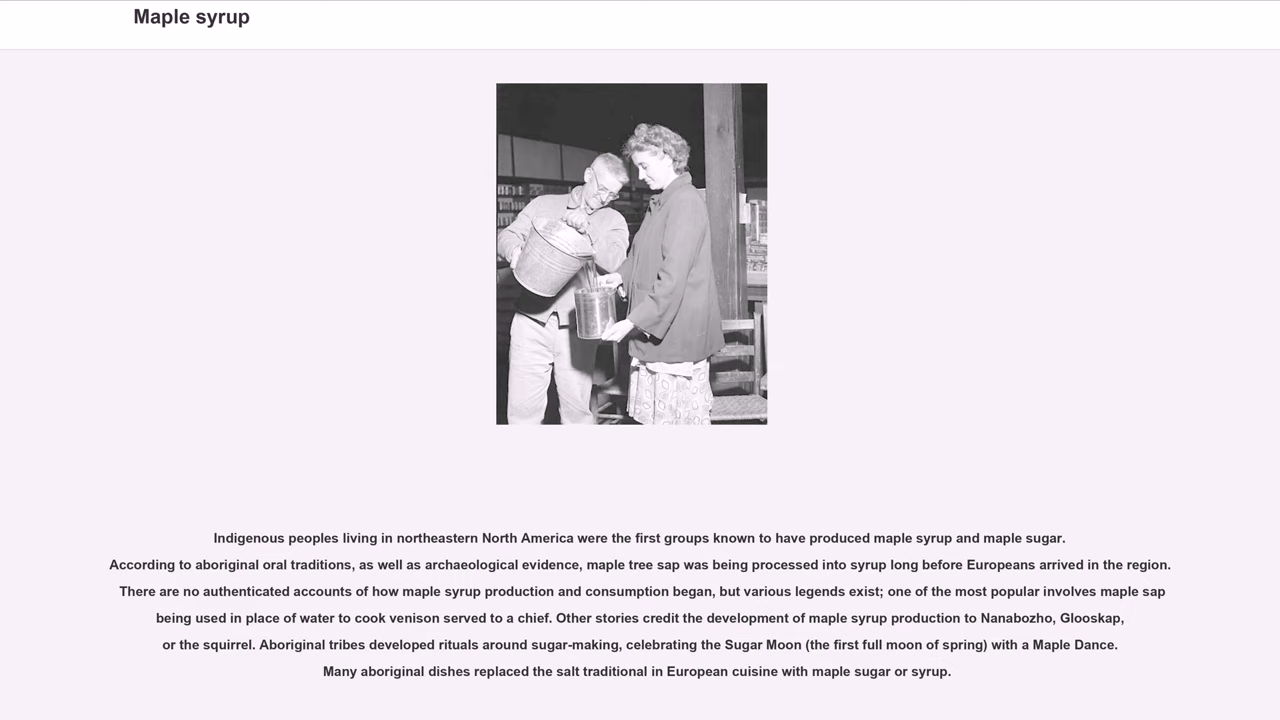 Maple syrup
Indigenous peoples living in northeastern North America were the first groups known to have produced maple syrup and maple sugar.
According to aboriginal oral traditions, as well as archaeological evidence, maple tree sap was being processed into syrup long before Europeans arrived in the region.
There are no authenticated accounts of how maple syrup production and consumption began, but various legends exist; one of the most popular involves maple sap
being used in place of water to cook venison served to a chief. Other stories credit the development of maple syrup production to Nanabozho, Glooskap,
or the squirrel. Aboriginal tribes developed rituals around sugar-making, celebrating the Sugar Moon (the first full moon of spring) with a Maple Dance.
Many aboriginal dishes replaced the salt traditional in European cuisine with maple sugar or syrup.